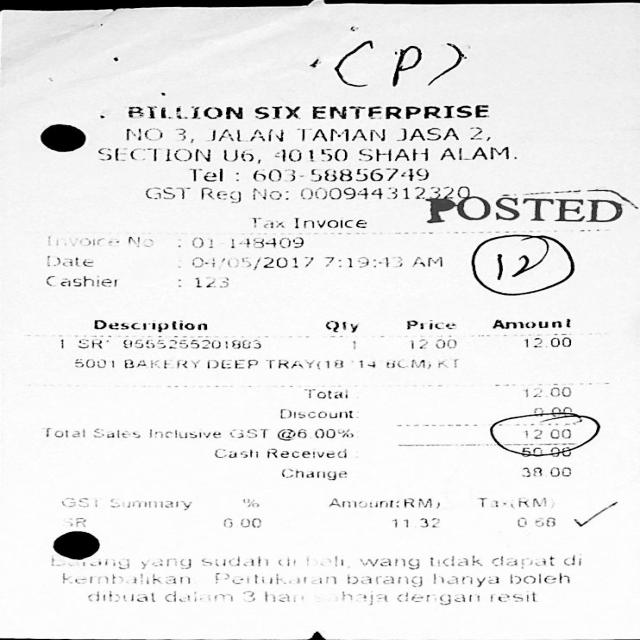 (P)
BILLION SIX ENTERPRISE
NO 3, JALAN TAMAN JASA 2,
SECTION U6, 40150 SHAH ALAM.
Tel : 603-58856749
GST Reg No: 000944312320
POSTED
Tax Invoice
Invoice No : 01-148409
Date : 04/05/2017 7:19:43 AM
12
Cashier : 123
Description Qty Price Amount
1 SR* 9555255201803 1 12.00 12.00
5001 BAKERY DEEP TRAY(18 *14 6CM) KT
Total : 12.00
Discount: 0.00
Total Sales Inclusive GST @6.00%: 12.00
Cash Received : 50.00
Change 38.00
GST Summary % Amount(RM) Tax(RM)
SR 6.00 11.32 0.68
Barang yang sudah di beli, wang tidak dapat di
kembalikan. Pertukaran barang hanya boleh
dibuat dalam 3 hari sahaja dengan resit